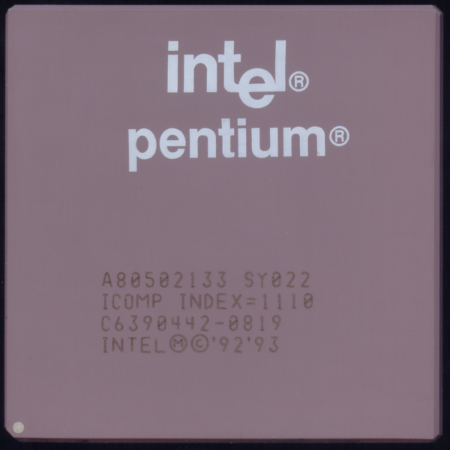 intel®
pentium®
A80502133 SY022
ICOMP INDEX=1110
C6390442-0819
INTEL Ⓜ©'92'93